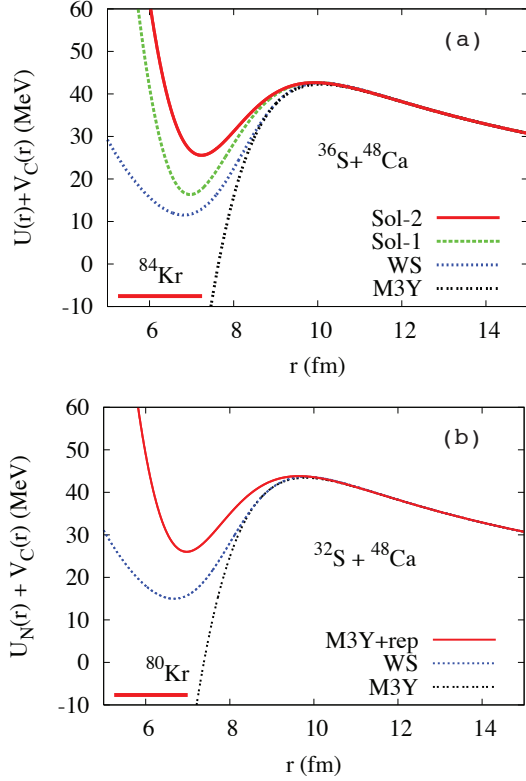 60
(a)
50
U(r)+V_C(r) (MeV)
40
30
³⁶S+⁴⁸Ca
20
Sol-2
10
Sol-1
⁸⁴Kr
WS
0
M3Y
-10
6 8 10 12 14
r (fm)
60
(b)
50
U_N(r) + V_C(r) (MeV)
40
30
³²S + ⁴⁸Ca
20
10
M3Y+rep
⁸⁰Kr
WS
0
M3Y
-10
6 8 10 12 14
r (fm)